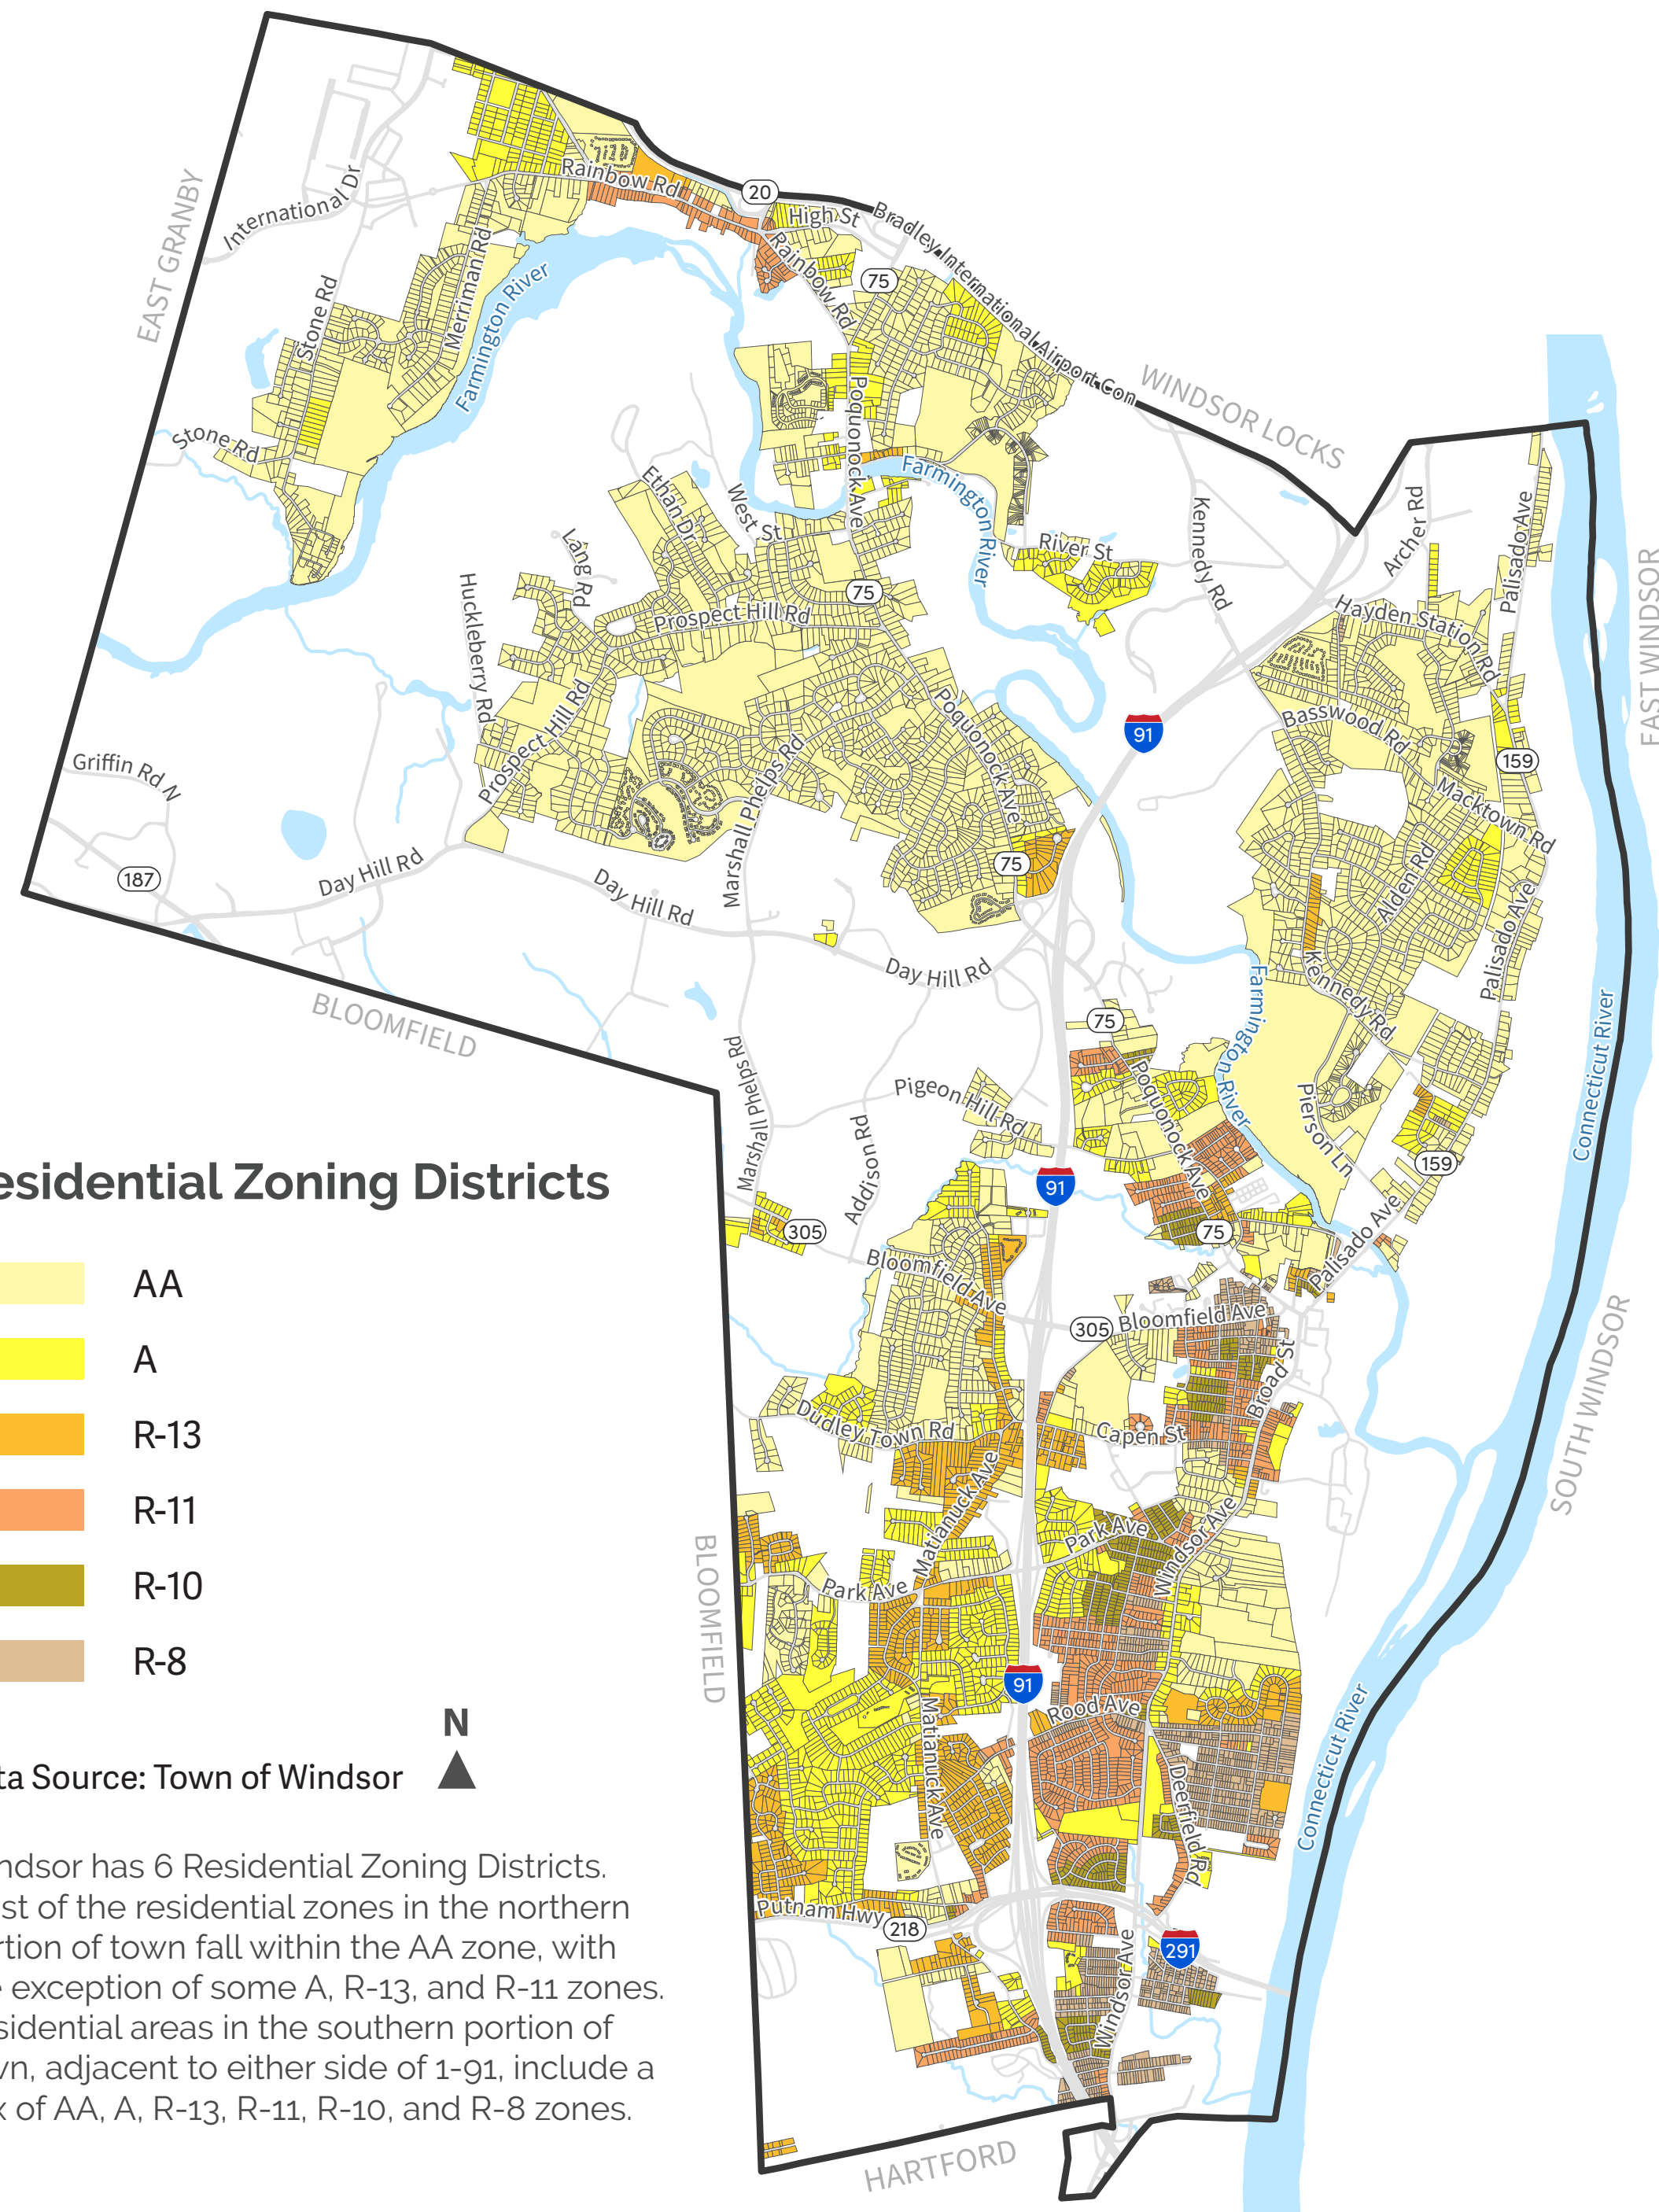 EAST GRANBY
International Dr
Rainbow Rd
20
High St
Bradley International Airport Con
Rainbow Rd
75
Merriman Rd
Farmington River
Stone Rd
Stone Rd
WINDSOR LOCKS
Poquonock Ave
Farmington River
Ethan Dr
West St
Lang Rd
Huckleberry Rd
Prospect Hill Rd
75
River St
Kennedy Rd
Archer Rd
Palisado Ave
Hayden Station Rd
EAST WINDSOR
Prospect Hill Rd
Poquonock Ave
91
Basswood Rd
159
Macktown Rd
Griffin Rd N
187
Day Hill Rd
Day Hill Rd
Marshall Phelps Rd
75
Alden Rd
Palisado Ave
Day Hill Rd
Kennedy Rd
Farmington River
BLOOMFIELD
75
Connecticut River
Marshall Phelps Rd
Addison Rd
Pigeon Hill Rd
Poquonock Ave
Pierson Ln
159
91
esidential Zoning Districts
305
75
Palisado Ave
Bloomfield Ave
305
Bloomfield Ave
AA
A
R-13
R-11
R-10
R-8
Broad St
Dudley Town Rd
Capen St
SOUTH WINDSOR
Matianuck Ave
Park Ave
Windsor Ave
Park Ave
BLOOMFIELD
91
Rood Ave
Matianuck Ave
Deerfield Rd
Connecticut River
N
ta Source: Town of Windsor
ndsor has 6 Residential Zoning Districts.
st of the residential zones in the northern
rtion of town fall within the AA zone, with
e exception of some A, R-13, and R-11 zones.
sidential areas in the southern portion of
wn, adjacent to either side of 1-91, include a
x of AA, A, R-13, R-11, R-10, and R-8 zones.
Putnam Hwy
218
291
Windsor Ave
HARTFORD